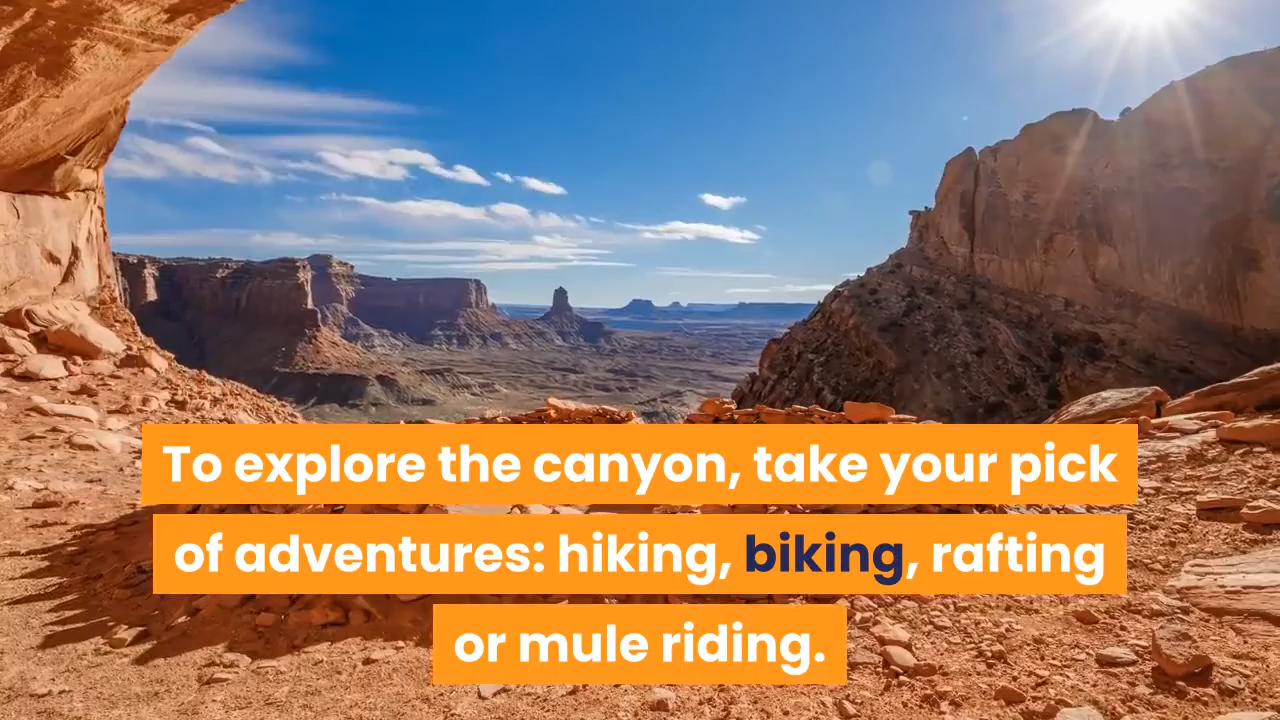 To explore the canyon, take your pick
of adventures: hiking, biking, rafting
or mule riding.